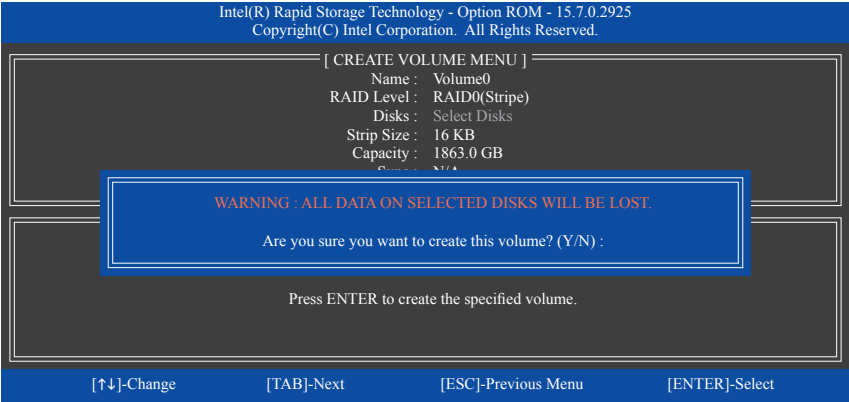 Intel(R) Rapid Storage Technology - Option ROM - 15.7.0.2925
Copyright(C) Intel Corporation. All Rights Reserved.
[ CREATE VOLUME MENU ]
Name : Volume0
RAID Level : RAID0(Stripe)
Disks : Select Disks
Strip Size : 16 KB
Capacity : 1863.0 GB
Sync : N/A
WARNING : ALL DATA ON SELECTED DISKS WILL BE LOST.
Are you sure you want to create this volume? (Y/N) :
Press ENTER to create the specified volume.
[↑↓]-Change [TAB]-Next [ESC]-Previous Menu [ENTER]-Select